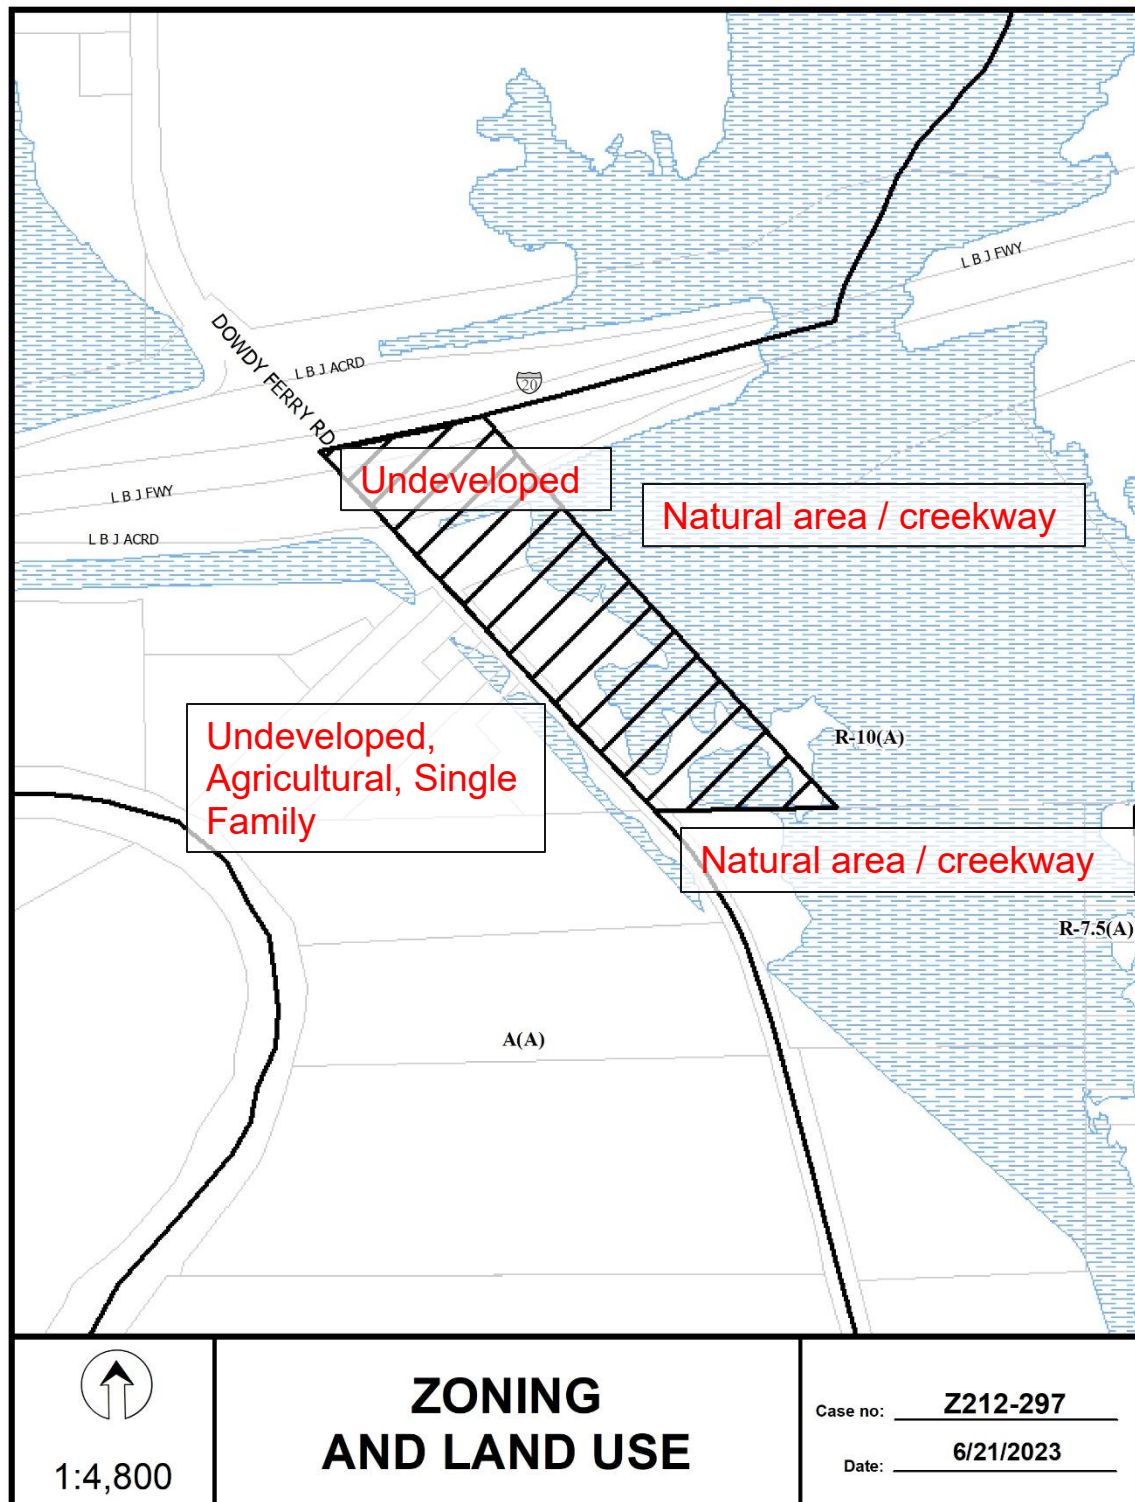 L B J FWY
DOWDY FERRY RD
L B J ACRD
20
Undeveloped
L B J FWY
Natural area / creekway
L B J ACRD
Undeveloped,
Agricultural, Single
Family
R-10(A)
Natural area / creekway
R-7.5(A)
A(A)
1:4,800
ZONING
AND LAND USE
Case no: Z212-297
Date: 6/21/2023